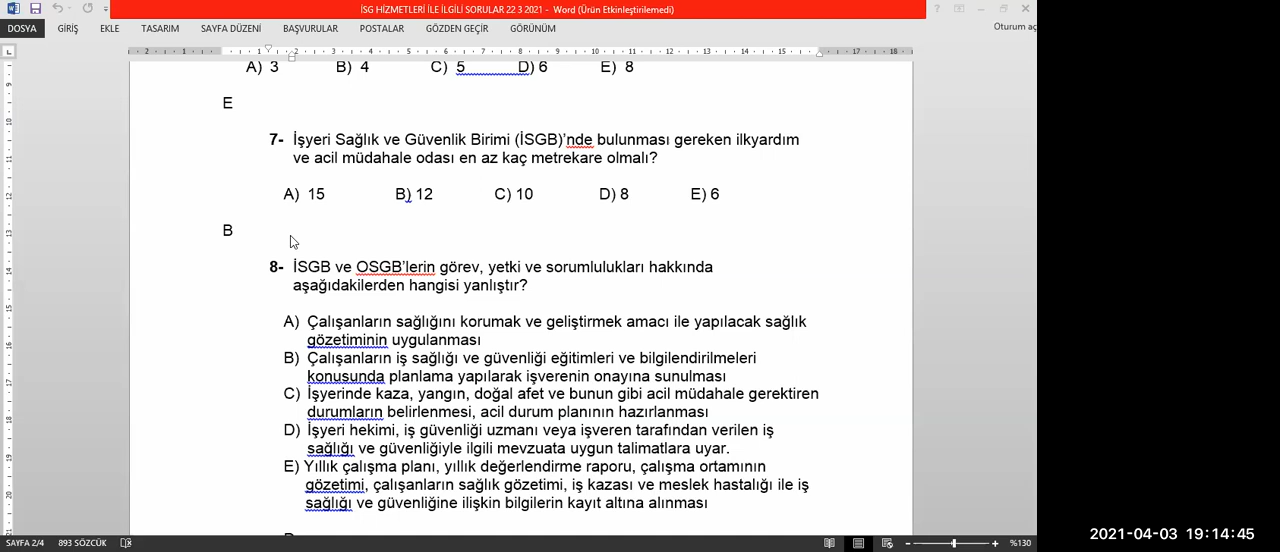 İSG HİZMETLERİ İLE İLGİLİ SORULAR 22 3 2021 - Word (Ürün Etkinleştirilemedi)
DOSYA GİRİŞ EKLE TASARIM SAYFA DÜZENİ BAŞVURULAR POSTALAR GÖZDEN GEÇİR GÖRÜNÜM Oturum aç
A) 3 B) 4 C) 5 D) 6 E) 8
E
7- İşyeri Sağlık ve Güvenlik Birimi (İSGB)’nde bulunması gereken ilkyardım
ve acil müdahale odası en az kaç metrekare olmalı?
A) 15 B) 12 C) 10 D) 8 E) 6
B
8- İSGB ve OSGB’lerin görev, yetki ve sorumlulukları hakkında
aşağıdakilerden hangisi yanlıştır?
A) Çalışanların sağlığını korumak ve geliştirmek amacı ile yapılacak sağlık
gözetiminin uygulanması
B) Çalışanların iş sağlığı ve güvenliği eğitimleri ve bilgilendirilmeleri
konusunda planlama yapılarak işverenin onayına sunulması
C) İşyerinde kaza, yangın, doğal afet ve bunun gibi acil müdahale gerektiren
durumların belirlenmesi, acil durum planının hazırlanması
D) İşyeri hekimi, iş güvenliği uzmanı veya işveren tarafından verilen iş
sağlığı ve güvenliğiyle ilgili mevzuata uygun talimatlara uyar.
E) Yıllık çalışma planı, yıllık değerlendirme raporu, çalışma ortamının
gözetimi, çalışanların sağlık gözetimi, iş kazası ve meslek hastalığı ile iş
sağlığı ve güvenliğine ilişkin bilgilerin kayıt altına alınması
SAYFA 2/4 893 SÖZCÜK %130
2021-04-03 19:14:45